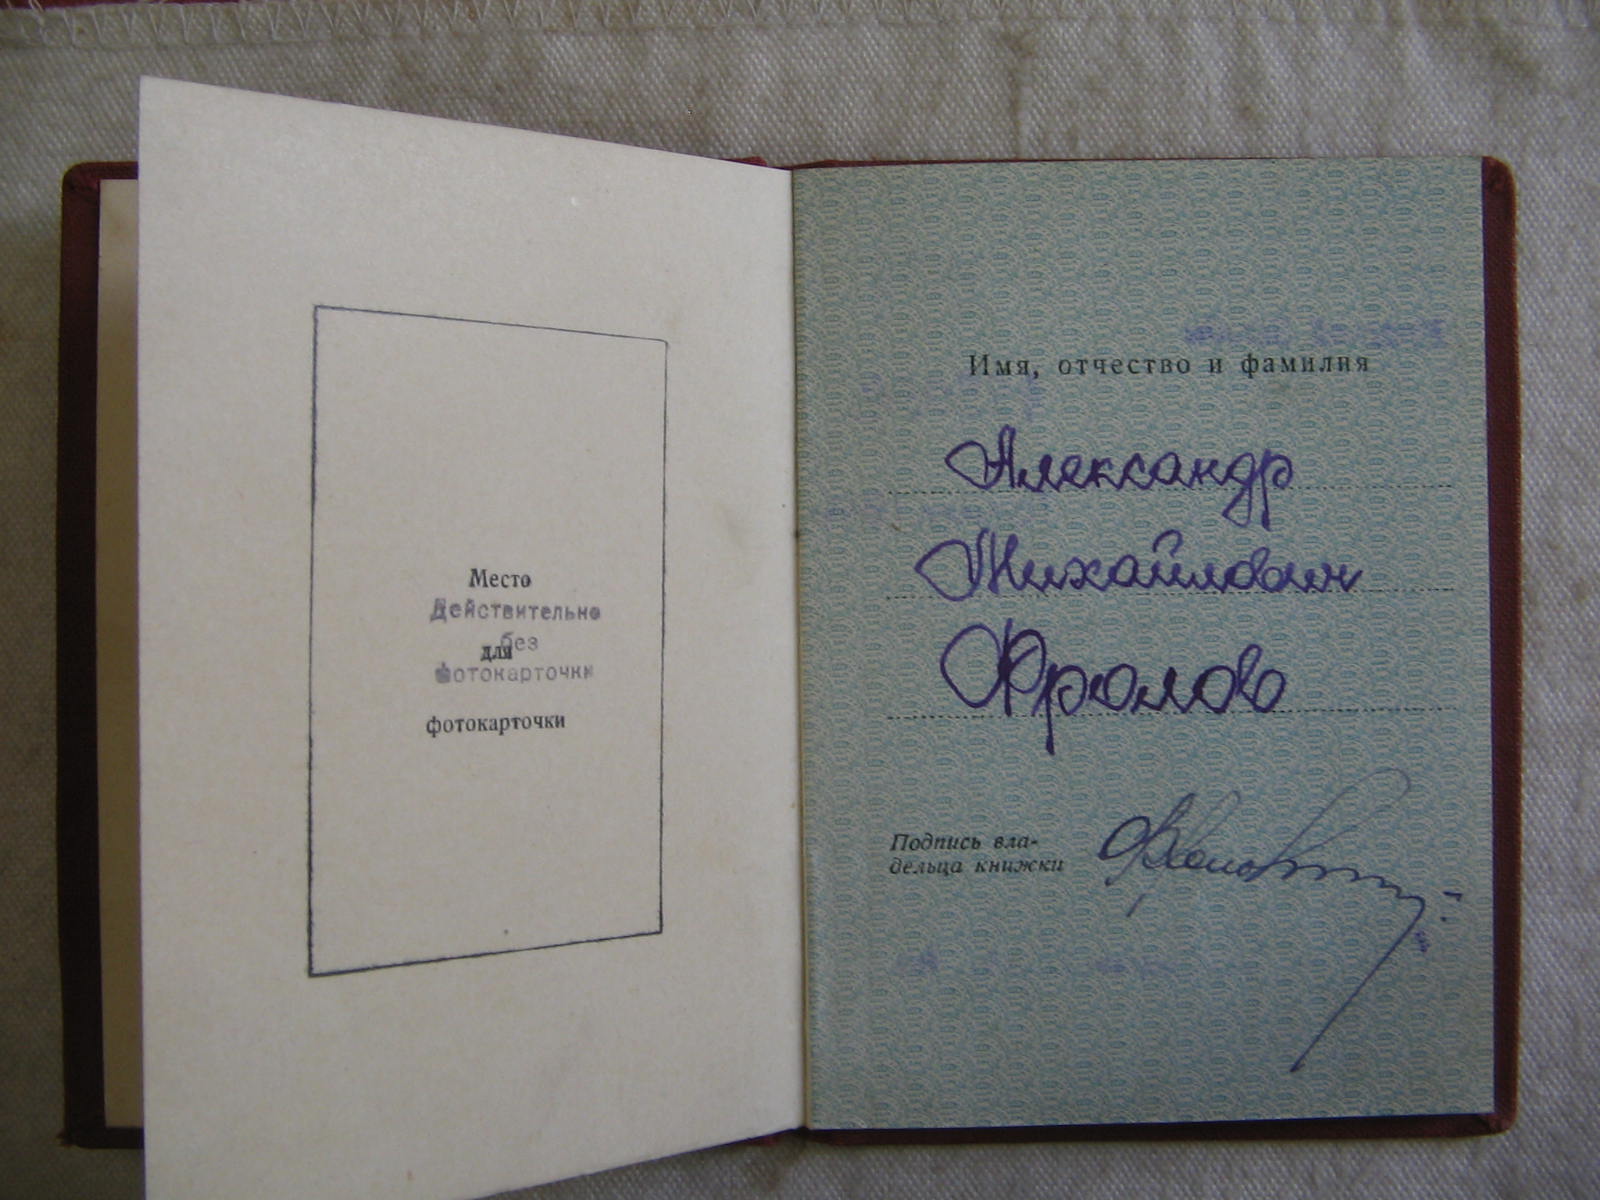 Место
Действительно
без
для
фотокарточки
фотокарточки
Имя, отчество и фамилия
Александр
Михайлович
Фролов
Подпись вла-
дельца книжки